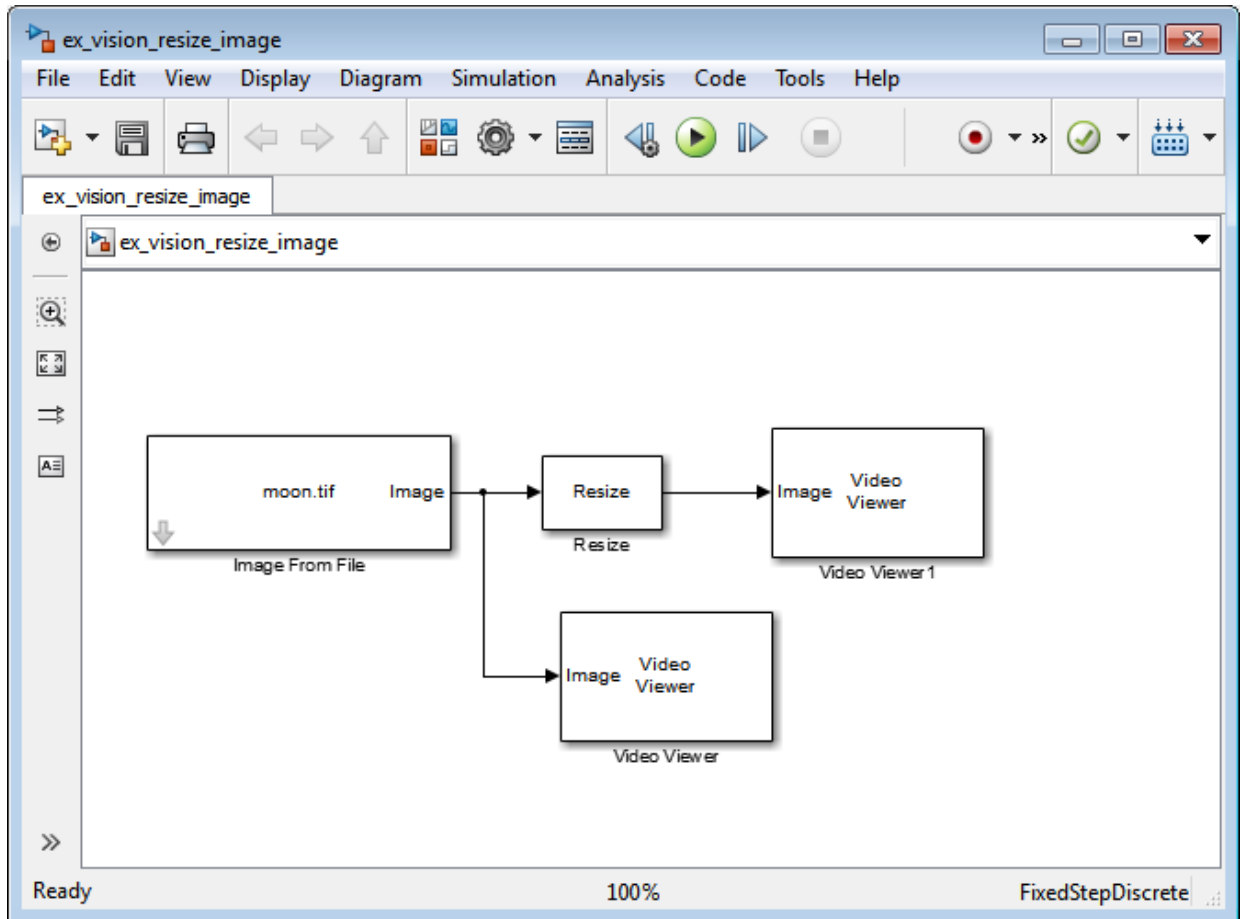 ex_vision_resize_image
File Edit View Display Diagram Simulation Analysis Code Tools Help
ex_vision_resize_image
ex_vision_resize_image
moon.tif Image
Image From File
Resize
Resize
Image Video
Viewer
Video Viewer1
Image Video
Viewer
Video Viewer
Ready 100% FixedStepDiscrete